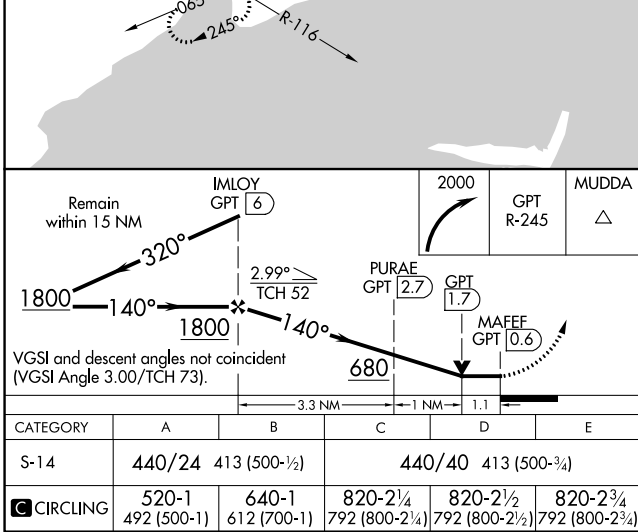 065°
245°
R-116
Remain
within 15 NM
IMLOY
GPT 6
2000
GPT
R-245
MUDDA
320°
1800
140°
1800
2.99°
TCH 52
140°
PURAE
GPT 2.7
GPT
1.7
MAFEF
GPT 0.6
680
VGSI and descent angles not coincident
(VGSI Angle 3.00/TCH 73).
3.3 NM
1 NM
1.1
CATEGORY A B C D E
S-14 440/24 413 (500-½) 440/40 413 (500-¾)
C CIRCLING 520-1 640-1 820-2¼ 820-2½ 820-2¾
492 (500-1) 612 (700-1) 792 (800-2¼) 792 (800-2½) 792 (800-2¾)